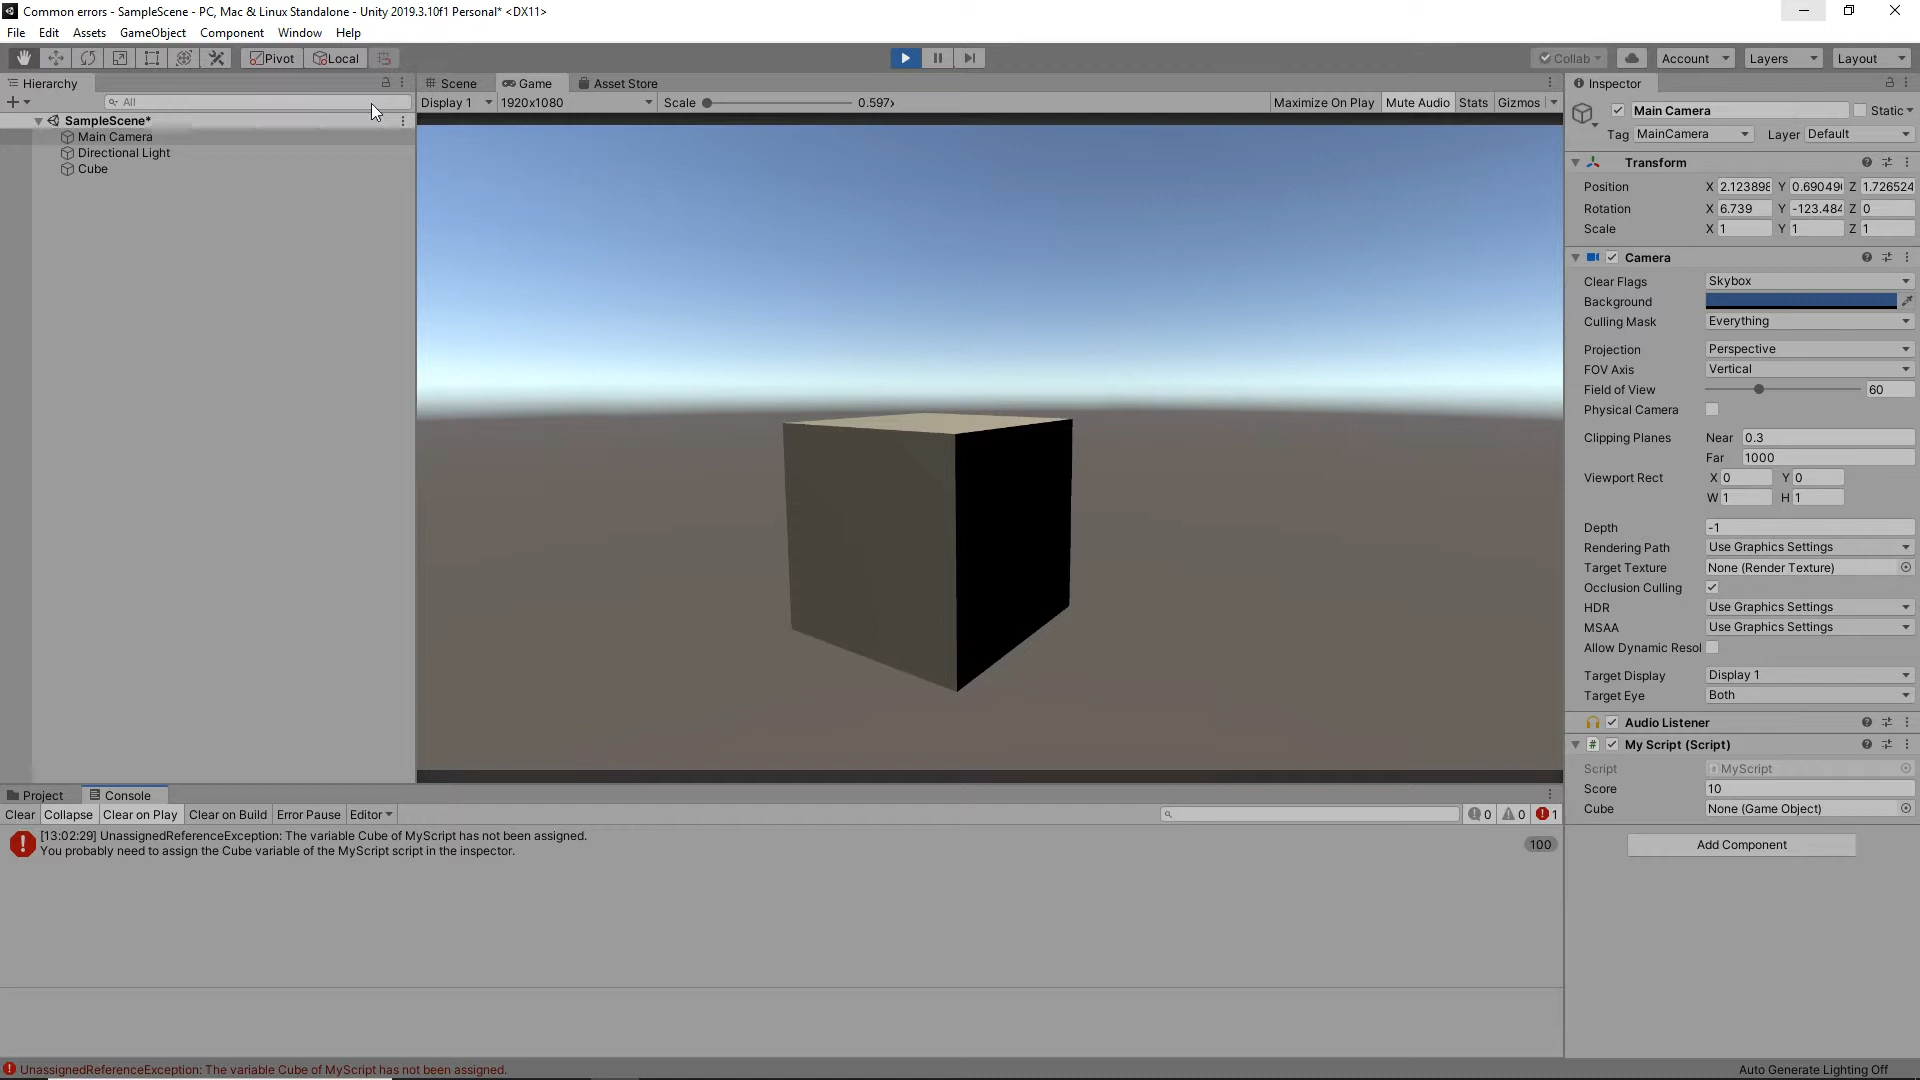 Common errors - SampleScene - PC, Mac & Linux Standalone - Unity 2019.3.10f1 Personal* <DX11>
File Edit Assets GameObject Component Window Help
Pivot Local Collab Account Layers Layout
Hierarchy
All
SampleScene*
Main Camera
Directional Light
Cube
Scene Game Asset Store
Display 1 1920x1080 Scale 0.597x Maximize On Play Mute Audio Stats Gizmos
Inspector
Main Camera Static
Tag MainCamera Layer Default
Transform
Position X 2.123898 Y 0.690490 Z 1.726524
Rotation X 6.739 Y -123.484 Z 0
Scale X 1 Y 1 Z 1
Camera
Clear Flags Skybox
Background
Culling Mask Everything
Projection Perspective
FOV Axis Vertical
Field of View 60
Physical Camera
Clipping Planes Near 0.3
Far 1000
Viewport Rect X 0 Y 0
W 1 H 1
Depth -1
Rendering Path Use Graphics Settings
Target Texture None (Render Texture)
Occlusion Culling
HDR Use Graphics Settings
MSAA Use Graphics Settings
Allow Dynamic Resol
Target Display Display 1
Target Eye Both
Audio Listener
# My Script (Script)
Script MyScript
Score 10
Cube None (Game Object)
Add Component
Project Console
Clear Collapse Clear on Play Clear on Build Error Pause Editor 0 0 1
[13:02:29] UnassignedReferenceException: The variable Cube of MyScript has not been assigned.
You probably need to assign the Cube variable of the MyScript script in the inspector.
100
UnassignedReferenceException: The variable Cube of MyScript has not been assigned.
Auto Generate Lighting Off